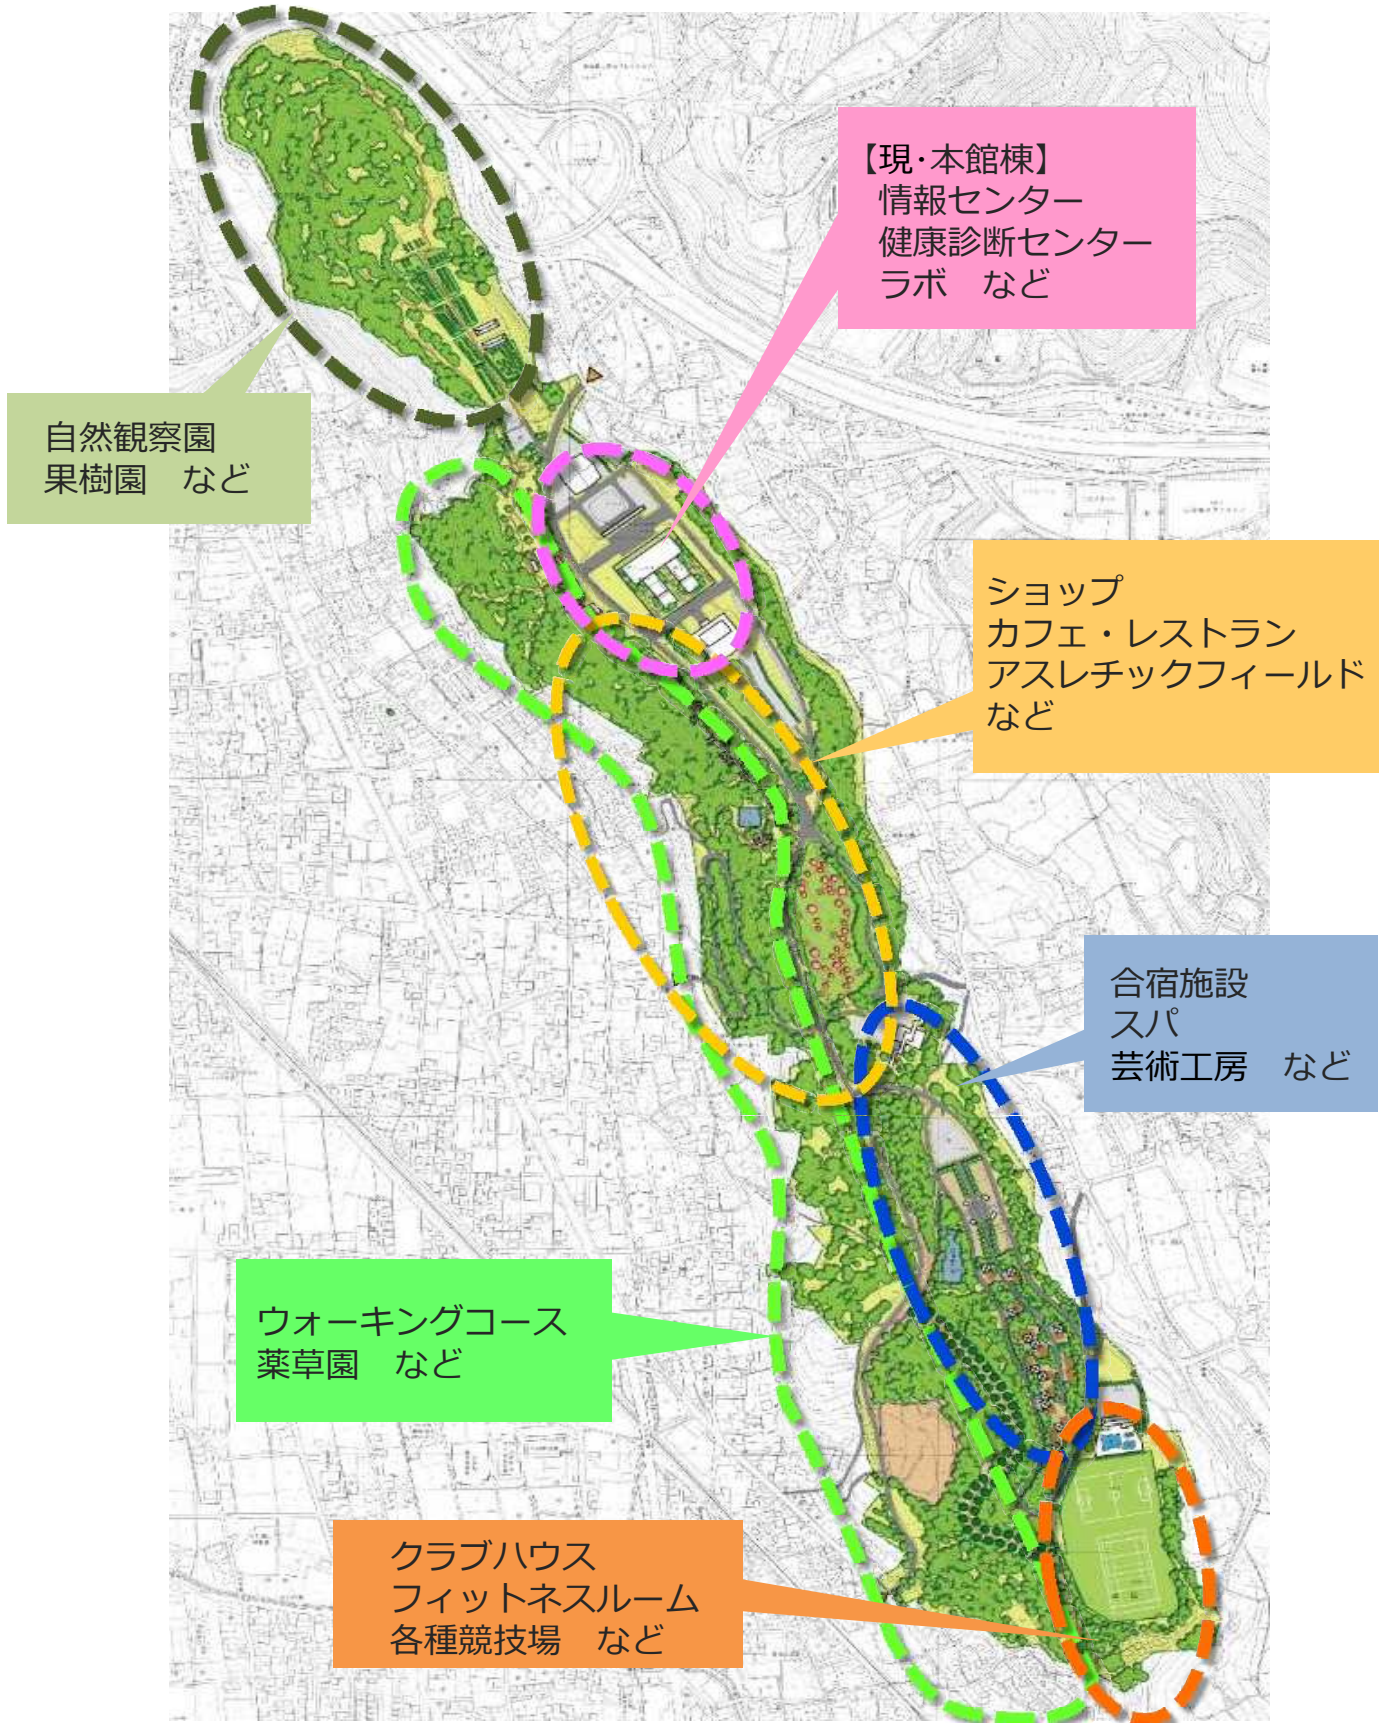 【現・本館棟】
情報センター
健康診断センター
ラボ　など
自然観察園
果樹園　など
ショップ
カフェ・レストラン
アスレチックフィールド
など
合宿施設
スパ
芸術工房　など
ウォーキングコース
薬草園　など
クラブハウス
フィットネスルーム
各種競技場　など